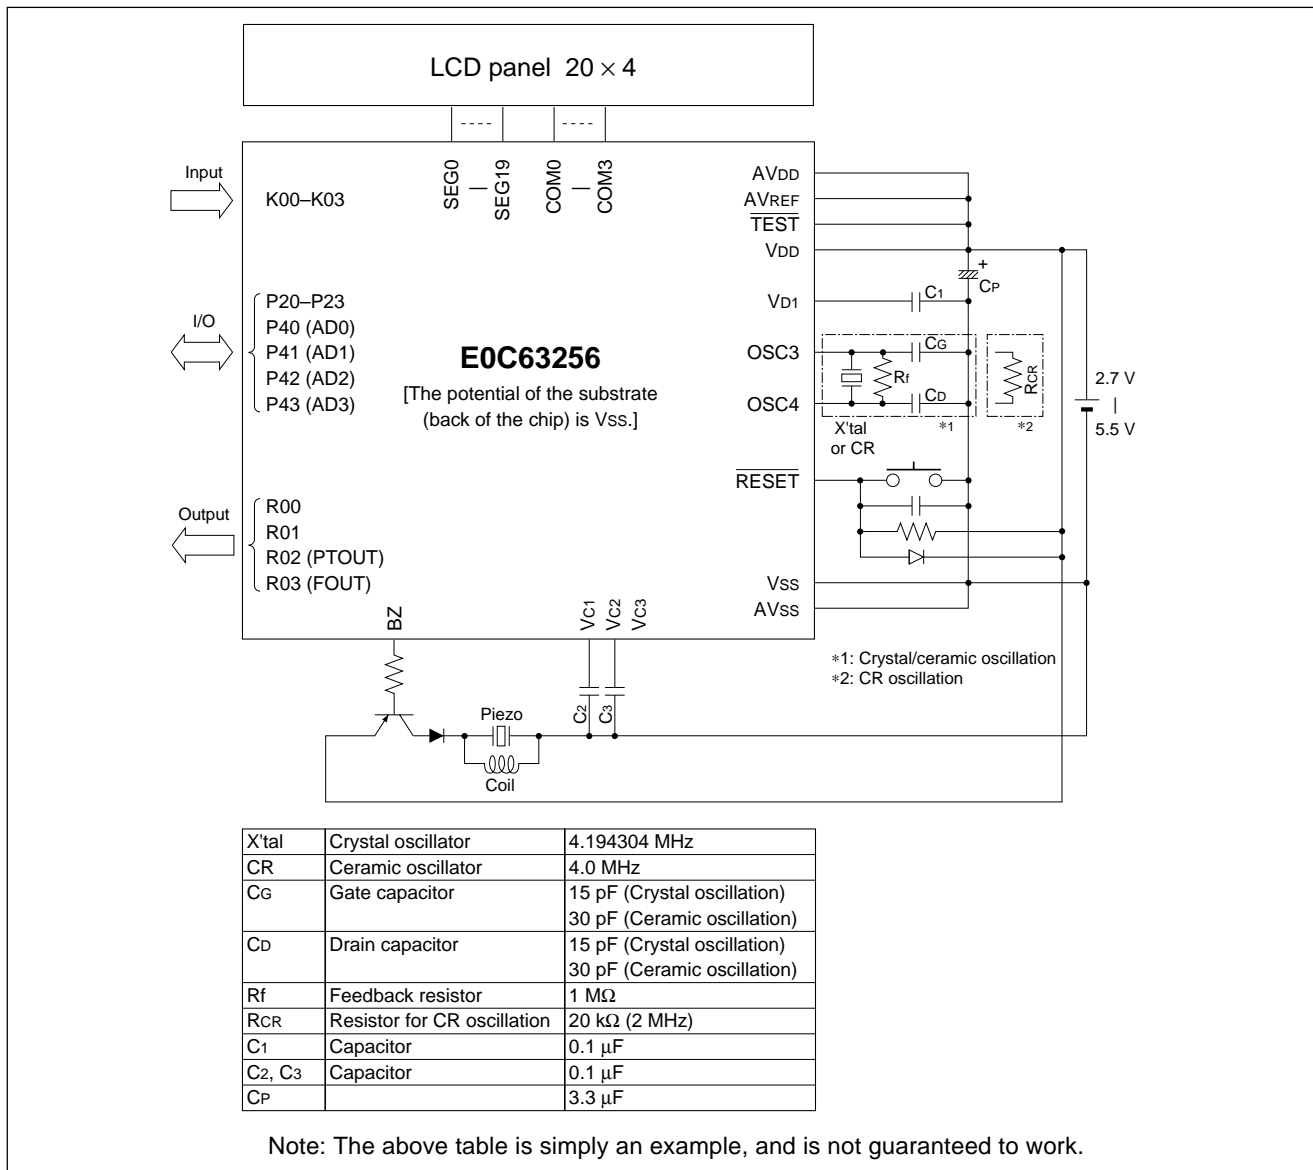 LCD panel 20 × 4
SEG0
SEG19
COM0
COM3
Input
K00–K03
I/O
P20–P23
P40 (AD0)
P41 (AD1)
P42 (AD2)
P43 (AD3)
Output
R00
R01
R02 (PTOUT)
R03 (FOUT)
E0C63256
[The potential of the substrate
(back of the chip) is VSS.]
AVDD
AVREF
TEST
VDD
VD1
OSC3
OSC4
RESET
VSS
AVSS
+
CP
C1
CG
Rf
CD
X'tal
or CR
*1
RCR
*2
2.7 V
|
5.5 V
BZ
VC1
VC2
VC3
C2
C3
Piezo
Coil
*1: Crystal/ceramic oscillation
*2: CR oscillation
X'tal Crystal oscillator 4.194304 MHz
CR Ceramic oscillator 4.0 MHz
CG Gate capacitor 15 pF (Crystal oscillation)
30 pF (Ceramic oscillation)
CD Drain capacitor 15 pF (Crystal oscillation)
30 pF (Ceramic oscillation)
Rf Feedback resistor 1 MΩ
RCR Resistor for CR oscillation 20 kΩ (2 MHz)
C1 Capacitor 0.1 μF
C2, C3 Capacitor 0.1 μF
CP 3.3 μF
Note: The above table is simply an example, and is not guaranteed to work.